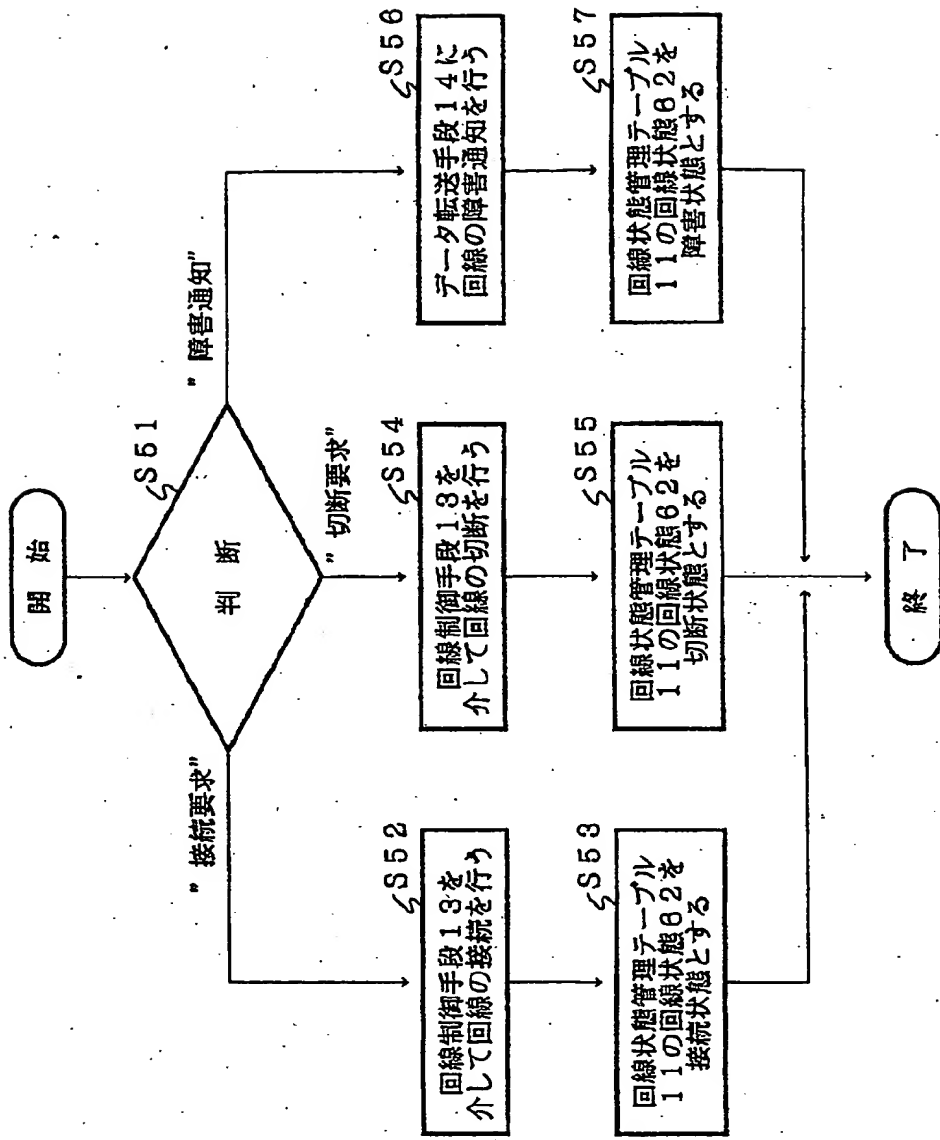 開 始
S51
判 断
"接続要求"
"切断要求"
"障害通知"
S52
回線制御手段13を
介して回線の接続を行う
S54
回線制御手段13を
介して回線の切断を行う
S56
データ転送手段14に
回線の障害通知を行う
S53
回線状態管理テーブル
11の回線状態62を
接続状態とする
S55
回線状態管理テーブル
11の回線状態62を
切断状態とする
S57
回線状態管理テーブル
11の回線状態62を
障害状態とする
終 了